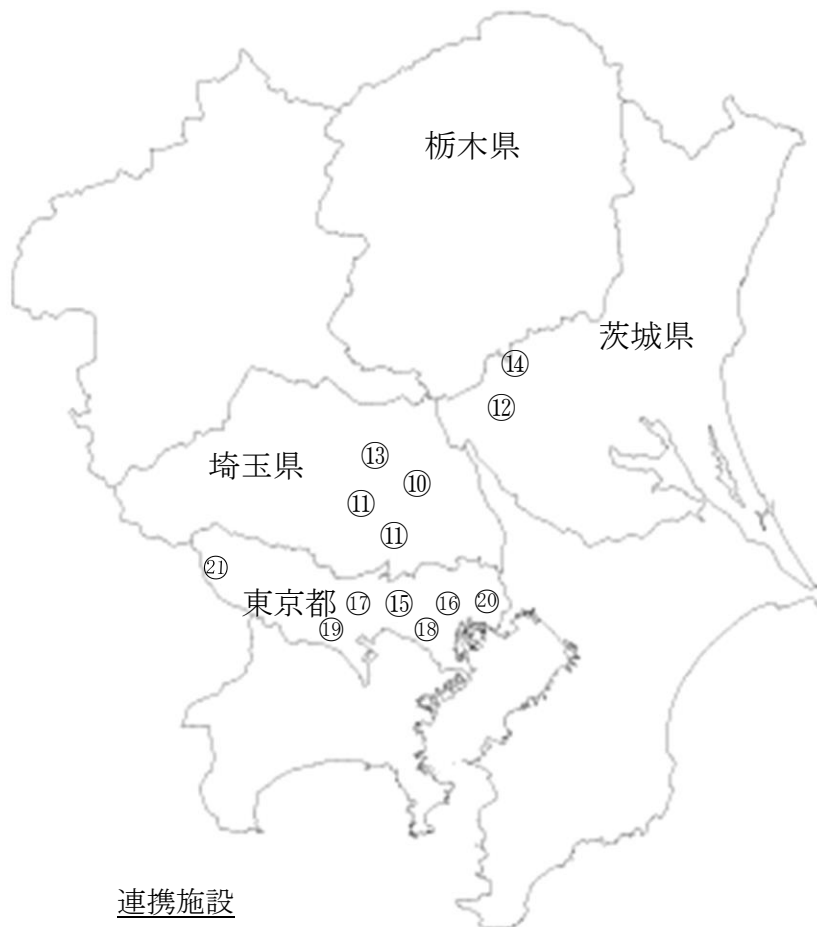 栃木県
茨城県
⑭
⑫
埼玉県
⑬
⑩
⑪
⑪
㉑
東京都
⑰
⑮
⑯
⑳
⑲
⑱
連携施設